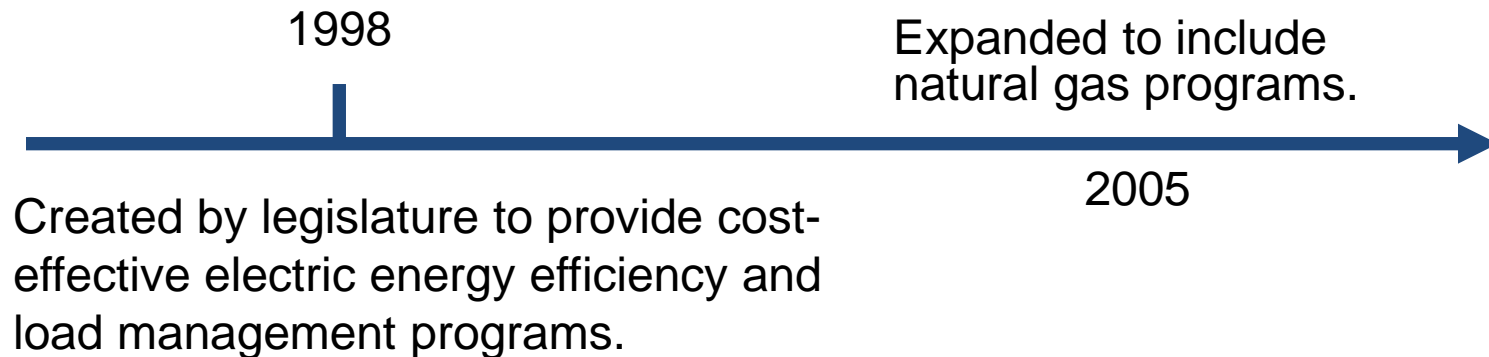 1998
Expanded to include
natural gas programs.
2005
Created by legislature to provide cost-
effective electric energy efficiency and
load management programs.